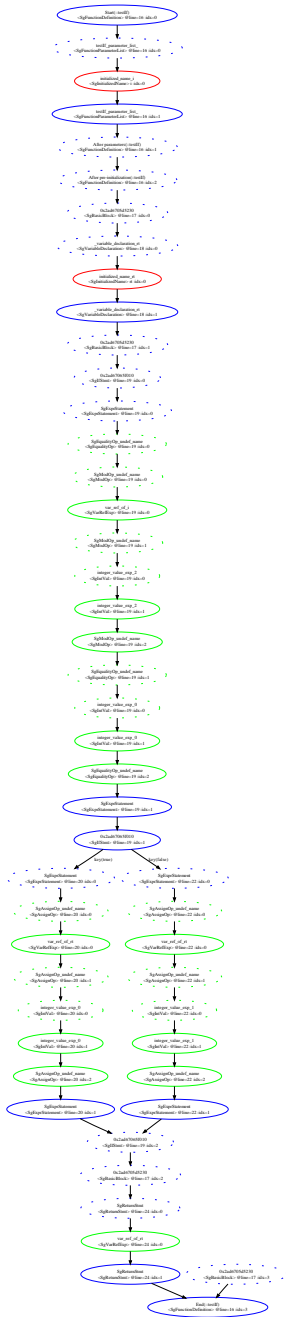 Start(::testIf)
<SgFunctionDefinition> @line=16 idx=0
testIf_parameter_list_
<SgFunctionParameterList> @line=16 idx=0
initialized_name_i
<SgInitializedName> i idx=0
testIf_parameter_list_
<SgFunctionParameterList> @line=16 idx=1
After parameters(::testIf)
<SgFunctionDefinition> @line=16 idx=1
After pre-initialization(::testIf)
<SgFunctionDefinition> @line=16 idx=2
<SgBasicBlock> @line=17 idx=0
_variable_declaration_rt
<SgVariableDeclaration> @line=18 idx=0
initialized_name_rt
<SgInitializedName> rt idx=0
_variable_declaration_rt
<SgVariableDeclaration> @line=18 idx=1
<SgBasicBlock> @line=17 idx=1
<SgIfStmt> @line=19 idx=0
SgExprStatement
<SgExprStatement> @line=19 idx=0
SgEqualityOp_undef_name
<SgEqualityOp> @line=19 idx=0
SgModOp_undef_name
<SgModOp> @line=19 idx=0
var_ref_of_i
<SgVarRefExp> @line=19 idx=0
SgModOp_undef_name
<SgModOp> @line=19 idx=1
integer_value_exp_2
<SgIntVal> @line=19 idx=0
integer_value_exp_2
<SgIntVal> @line=19 idx=1
SgModOp_undef_name
<SgModOp> @line=19 idx=2
SgEqualityOp_undef_name
<SgEqualityOp> @line=19 idx=1
integer_value_exp_0
<SgIntVal> @line=19 idx=0
integer_value_exp_0
<SgIntVal> @line=19 idx=1
SgEqualityOp_undef_name
<SgEqualityOp> @line=19 idx=2
SgExprStatement
<SgExprStatement> @line=19 idx=1
<SgIfStmt> @line=19 idx=1
key(true)
key(false)
SgExprStatement
<SgExprStatement> @line=20 idx=0
SgExprStatement
<SgExprStatement> @line=22 idx=0
SgAssignOp_undef_name
<SgAssignOp> @line=20 idx=0
SgAssignOp_undef_name
<SgAssignOp> @line=22 idx=0
var_ref_of_rt
<SgVarRefExp> @line=20 idx=0
var_ref_of_rt
<SgVarRefExp> @line=22 idx=0
SgAssignOp_undef_name
<SgAssignOp> @line=20 idx=1
SgAssignOp_undef_name
<SgAssignOp> @line=22 idx=1
integer_value_exp_0
<SgIntVal> @line=20 idx=0
integer_value_exp_1
<SgIntVal> @line=22 idx=0
integer_value_exp_0
<SgIntVal> @line=20 idx=1
integer_value_exp_1
<SgIntVal> @line=22 idx=1
SgAssignOp_undef_name
<SgAssignOp> @line=20 idx=2
SgAssignOp_undef_name
<SgAssignOp> @line=22 idx=2
SgExprStatement
<SgExprStatement> @line=20 idx=1
SgExprStatement
<SgExprStatement> @line=22 idx=1
<SgIfStmt> @line=19 idx=2
<SgBasicBlock> @line=17 idx=2
SgReturnStmt
<SgReturnStmt> @line=24 idx=0
var_ref_of_rt
<SgVarRefExp> @line=24 idx=0
SgReturnStmt
<SgReturnStmt> @line=24 idx=1
<SgBasicBlock> @line=17 idx=3
End(::testIf)
<SgFunctionDefinition> @line=16 idx=3